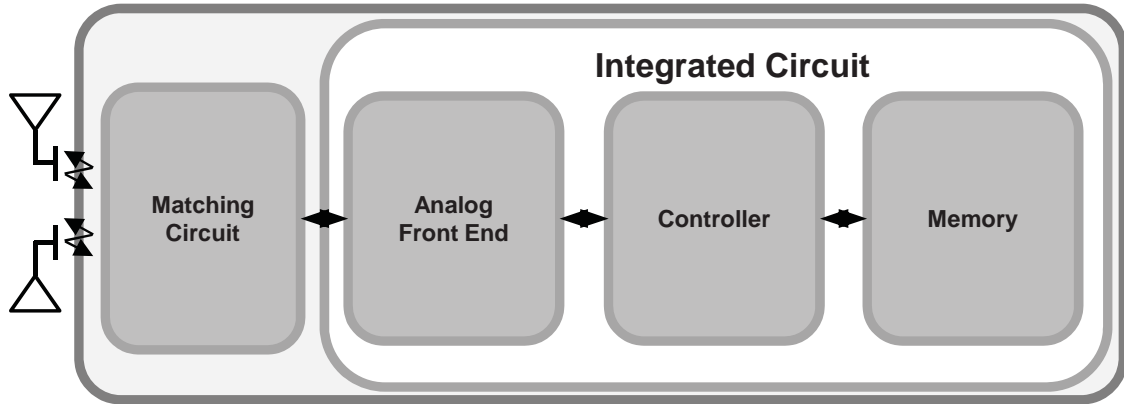 Integrated Circuit
Matching
Circuit
Analog
Front End
Controller
Memory